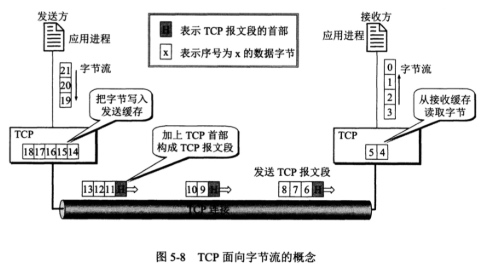 发送方
接收方
应用进程
H 表示 TCP 报文段的首部
x 表示序号为 x 的数据字节
应用进程
21
20
19
字节流
0
1
2
3
字节流
把字节写入
发送缓存
从接收缓存
读取字节
TCP
18 17 16 15 14
加上 TCP 首部
构成 TCP 报文段
TCP
5 4
发送 TCP 报文段
13 12 11 H
10 9 H
8 7 6 H
TCP 连接
图 5-8 TCP 面向字节流的概念